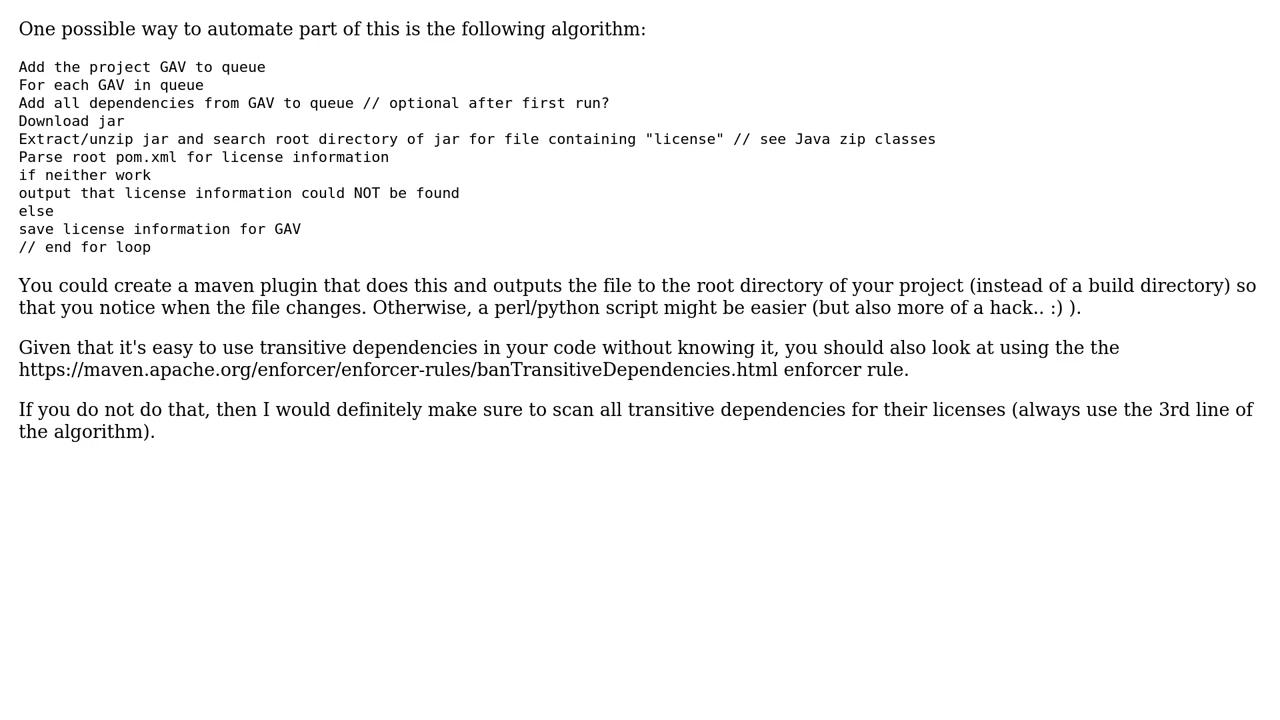 One possible way to automate part of this is the following algorithm:
Add the project GAV to queue
For each GAV in queue
Add all dependencies from GAV to queue // optional after first run?
Download jar
Extract/unzip jar and search root directory of jar for file containing "license" // see Java zip classes
Parse root pom.xml for license information
if neither work
output that license information could NOT be found
else
save license information for GAV
// end for loop
You could create a maven plugin that does this and outputs the file to the root directory of your project (instead of a build directory) so
that you notice when the file changes. Otherwise, a perl/python script might be easier (but also more of a hack.. :) ).
Given that it's easy to use transitive dependencies in your code without knowing it, you should also look at using the the
https://maven.apache.org/enforcer/enforcer-rules/banTransitiveDependencies.html enforcer rule.
If you do not do that, then I would definitely make sure to scan all transitive dependencies for their licenses (always use the 3rd line of
the algorithm).